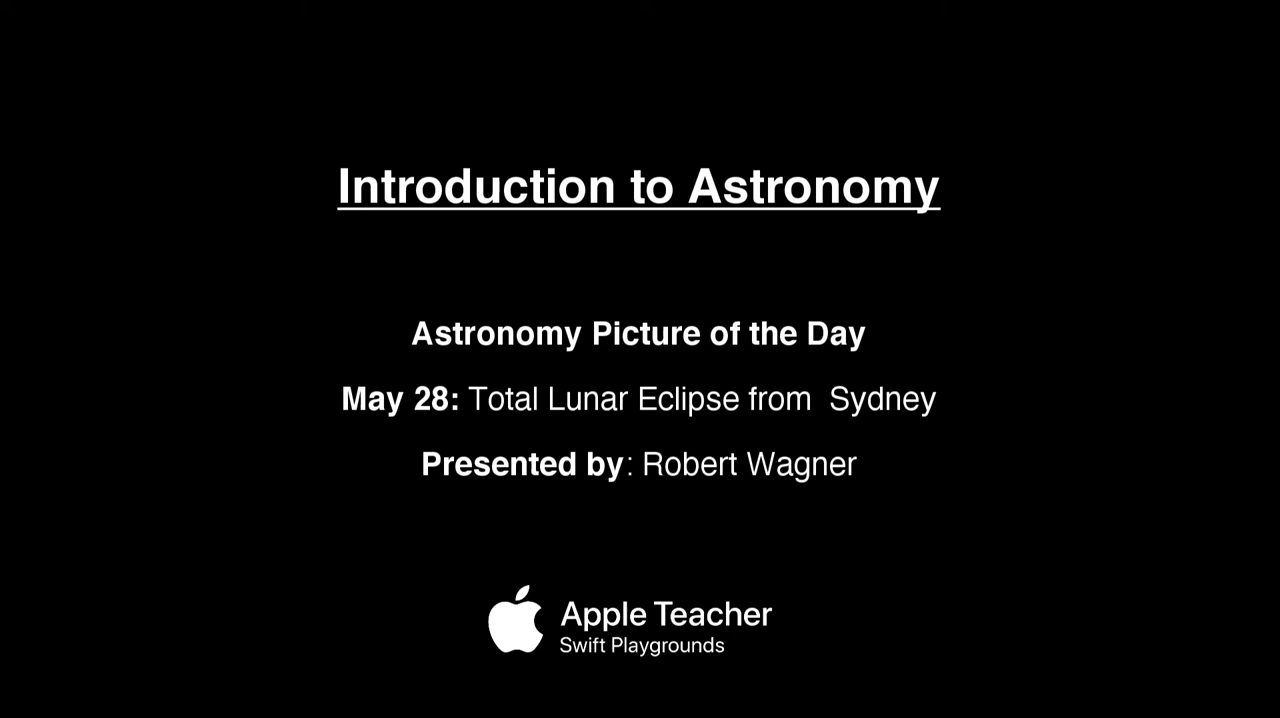 Introduction to Astronomy
Astronomy Picture of the Day
May 28: Total Lunar Eclipse from  Sydney
Presented by: Robert Wagner
Apple Teacher
Swift Playgrounds